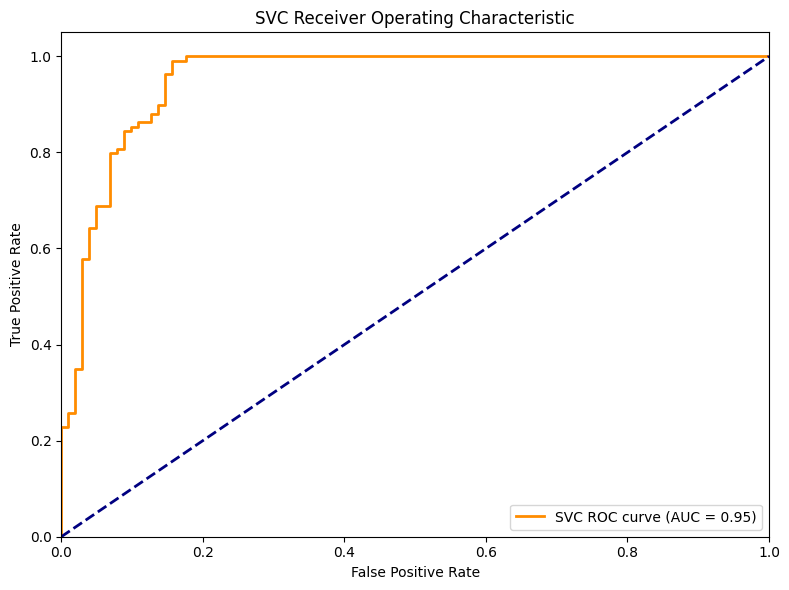 SVC Receiver Operating Characteristic
1.0
0.8
0.6
0.4
0.2
0.0
True Positive Rate
SVC ROC curve (AUC = 0.95)
0.0 0.2 0.4 0.6 0.8 1.0
False Positive Rate